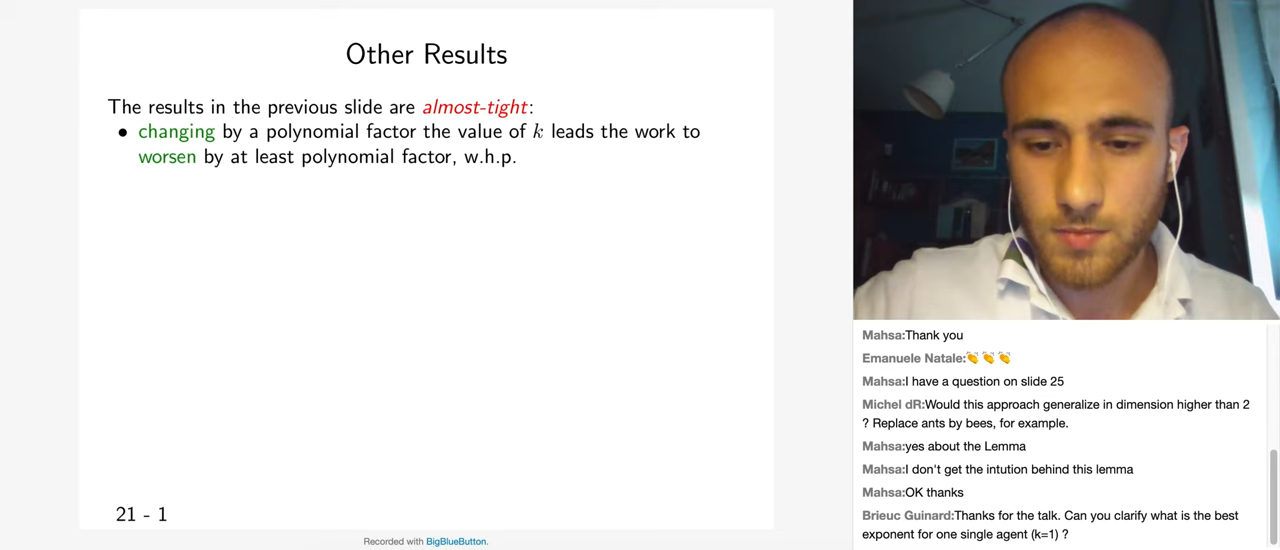 Other Results
The results in the previous slide are almost-tight:
• changing by a polynomial factor the value of k leads the work to
worsen by at least polynomial factor, w.h.p.
21 - 1
Recorded with BigBlueButton.
Mahsa:Thank you
Emanuele Natale:👏 👏 👏
Mahsa:I have a question on slide 25
Michel dR:Would this approach generalize in dimension higher than 2
? Replace ants by bees, for example.
Mahsa:yes about the Lemma
Mahsa:I don't get the intution behind this lemma
Mahsa:OK thanks
Brieuc Guinard:Thanks for the talk. Can you clarify what is the best
exponent for one single agent (k=1) ?